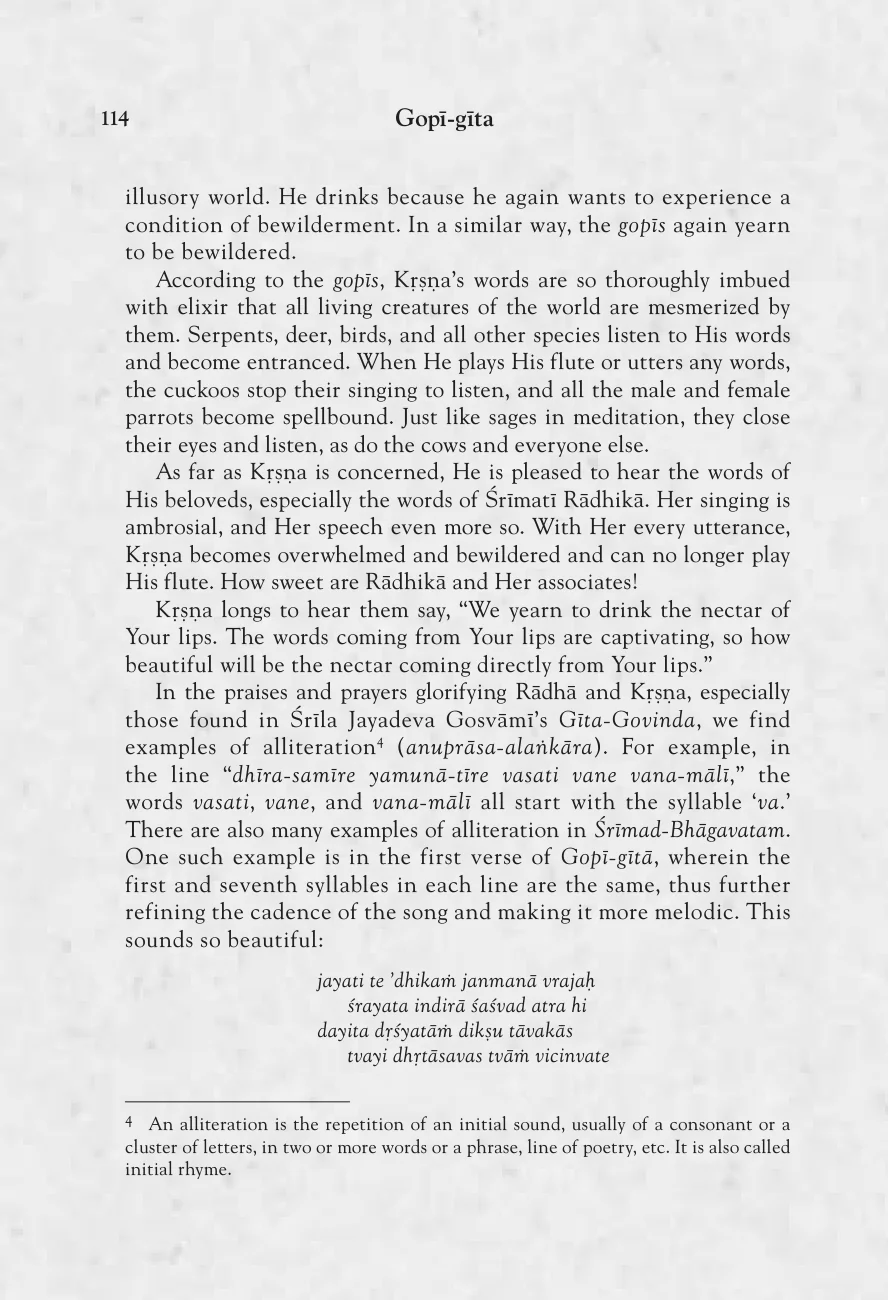 114
Gopī-gīta
illusory world. He drinks because he again wants to experience a
condition of bewilderment. In a similar way, the gopīs again yearn
to be bewildered.
According to the gopīs, Kṛṣṇa’s words are so thoroughly imbued
with elixir that all living creatures of the world are mesmerized by
them. Serpents, deer, birds, and all other species listen to His words
and become entranced. When He plays His flute or utters any words,
the cuckoos stop their singing to listen, and all the male and female
parrots become spellbound. Just like sages in meditation, they close
their eyes and listen, as do the cows and everyone else.
As far as Kṛṣṇa is concerned, He is pleased to hear the words of
His beloveds, especially the words of Śrīmatī Rādhikā. Her singing is
ambrosial, and Her speech even more so. With Her every utterance,
Kṛṣṇa becomes overwhelmed and bewildered and can no longer play
His flute. How sweet are Rādhikā and Her associates!
Kṛṣṇa longs to hear them say, “We yearn to drink the nectar of
Your lips. The words coming from Your lips are captivating, so how
beautiful will be the nectar coming directly from Your lips.”
In the praises and prayers glorifying Rādhā and Kṛṣṇa, especially
those found in Śrīla Jayadeva Gosvāmī’s Gīta-Govinda, we find
examples of alliteration⁴ (anuprāsa-alaṅkāra). For example, in
the line “dhīra-samīre yamunā-tīre vasati vane vana-mālī,” the
words vasati, vane, and vana-mālī all start with the syllable ‘va.’
There are also many examples of alliteration in Śrīmad-Bhāgavatam.
One such example is in the first verse of Gopī-gītā, wherein the
first and seventh syllables in each line are the same, thus further
refining the cadence of the song and making it more melodic. This
sounds so beautiful:
jayati te ’dhikaṁ janmanā vrajaḥ
śrayata indirā śaśvad atra hi
dayita dṛśyatāṁ dikṣu tāvakās
tvayi dhṛtāsavas tvāṁ vicinvate
4 An alliteration is the repetition of an initial sound, usually of a consonant or a
cluster of letters, in two or more words or a phrase, line of poetry, etc. It is also called
initial rhyme.